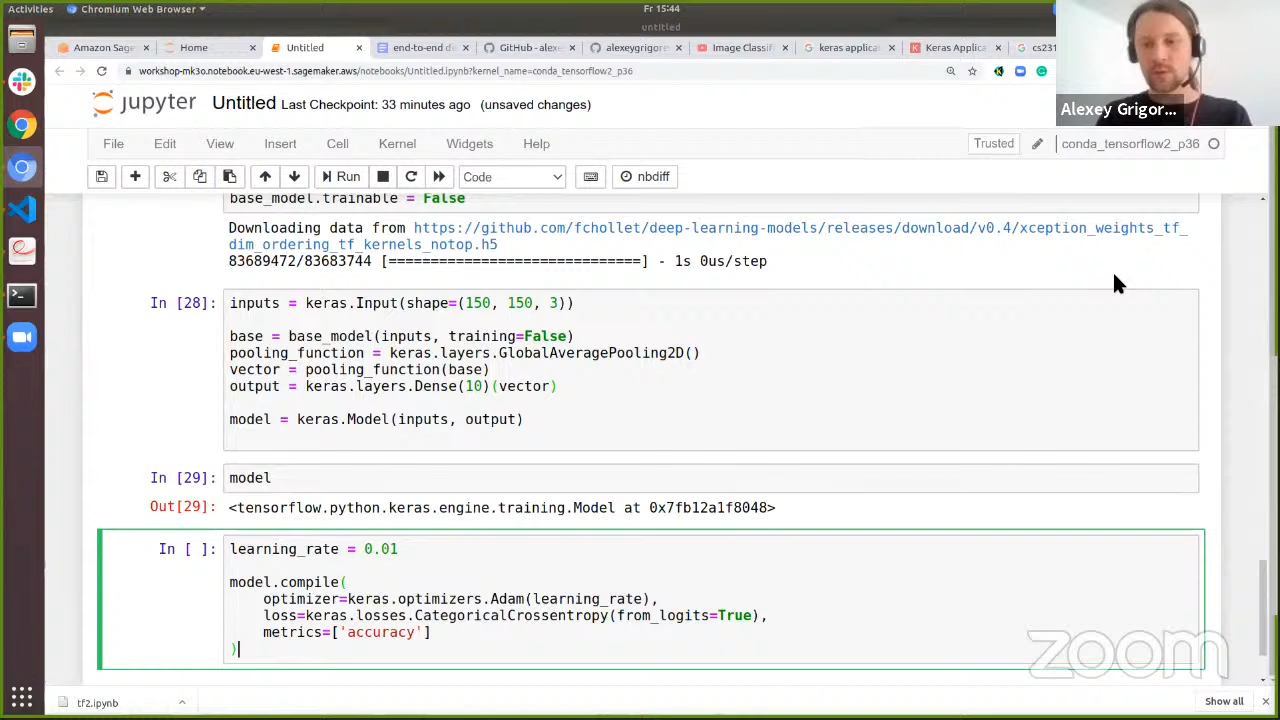 Activities
Chromium Web Browser
Fr 15:44
untitled
Amazon Sage
Home
Untitled
end-to-end de
GitHub - alexe
alexeygrigore
Image Classifi
keras applicat
Keras Applica
cs231
workshop-mk3o.notebook.eu-west-1.sagemaker.aws/notebooks/Untitled.ipynb?kernel_name=conda_tensorflow2_p36
Alexey Grigor...
jupyter Untitled Last Checkpoint: 33 minutes ago (unsaved changes)
File Edit View Insert Cell Kernel Widgets Help
Trusted
conda_tensorflow2_p36
Run
Code
nbdiff
base_model.trainable = False
Downloading data from https://github.com/fchollet/deep-learning-models/releases/download/v0.4/xception_weights_tf_
dim_ordering_tf_kernels_notop.h5
83689472/83683744 [==============================] - 1s 0us/step
In [28]:
inputs = keras.Input(shape=(150, 150, 3))
base = base_model(inputs, training=False)
pooling_function = keras.layers.GlobalAveragePooling2D()
vector = pooling_function(base)
output = keras.layers.Dense(10)(vector)
model = keras.Model(inputs, output)
In [29]:
model
Out[29]:
<tensorflow.python.keras.engine.training.Model at 0x7fb12a1f8048>
In [ ]:
learning_rate = 0.01
model.compile(
optimizer=keras.optimizers.Adam(learning_rate),
loss=keras.losses.CategoricalCrossentropy(from_logits=True),
metrics=['accuracy']
)
zoom
tf2.ipynb
Show all